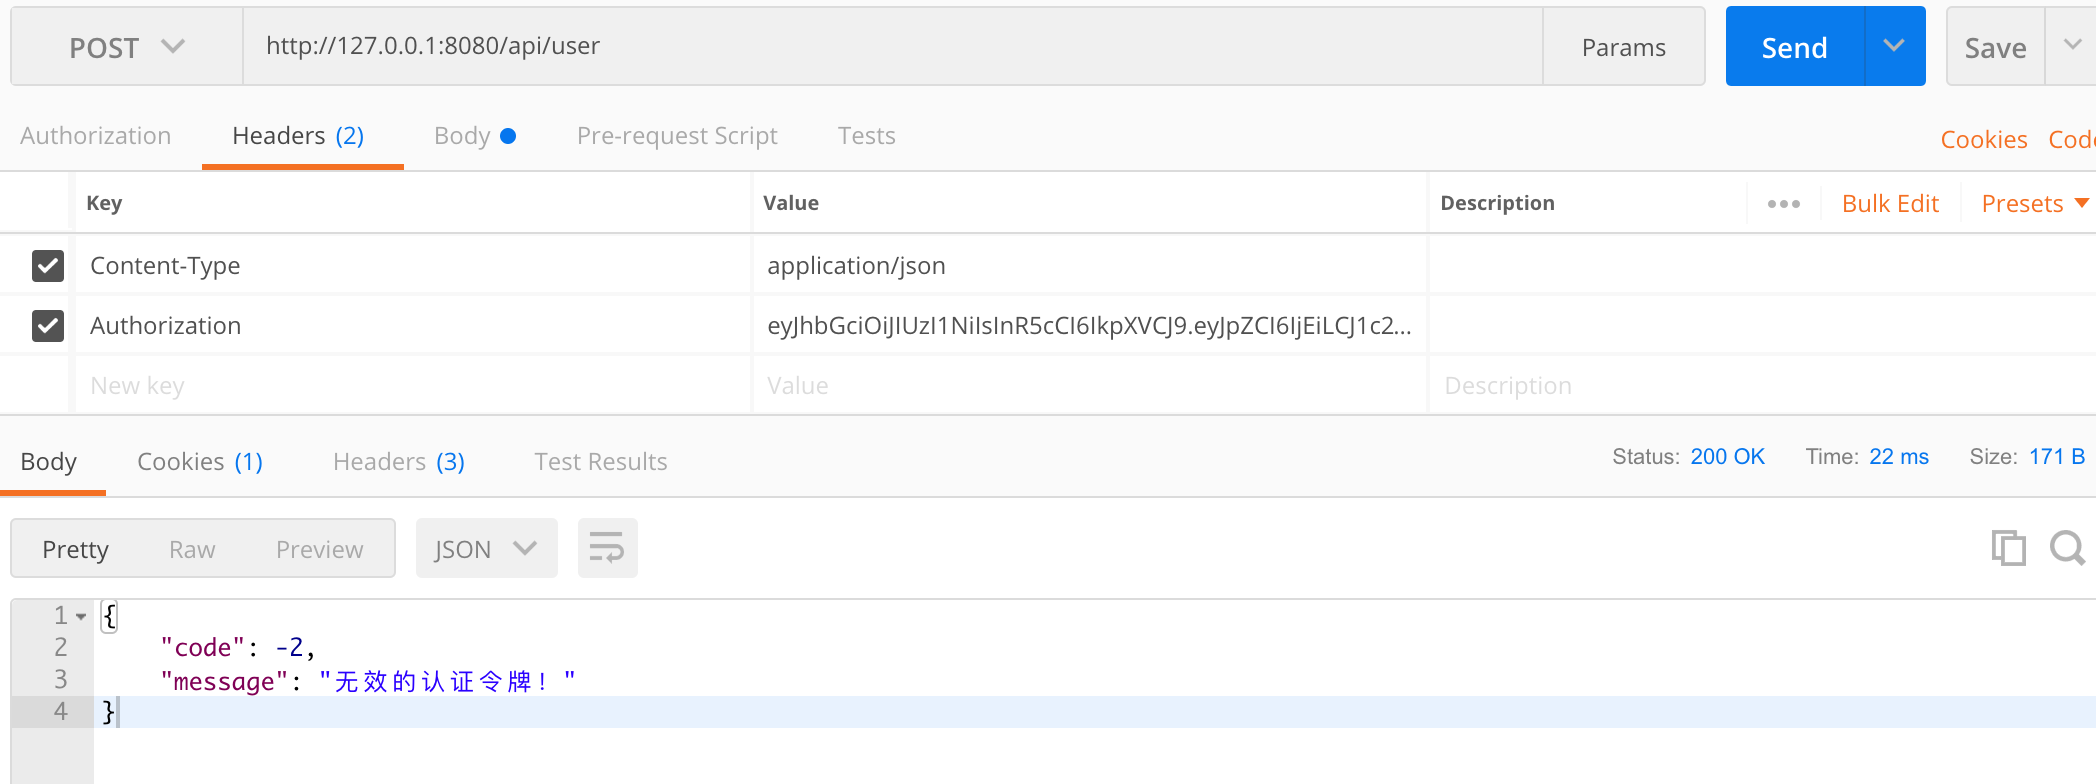 POST http://127.0.0.1:8080/api/user Params Send Save
Authorization Headers (2) Body Pre-request Script Tests Cookies
Key Value Description ••• Bulk Edit Presets
Content-Type application/json
Authorization eyJhbGciOiJIUzI1NiIsInR5cCI6IkpXVCJ9.eyJpZCI6IjEiLCJ1c2...
New key Value Description
Body Cookies (1) Headers (3) Test Results Status: 200 OK Time: 22 ms Size: 171 B
Pretty Raw Preview JSON
1 {
2 "code": -2,
3 "message": "无效的认证令牌！"
4 }